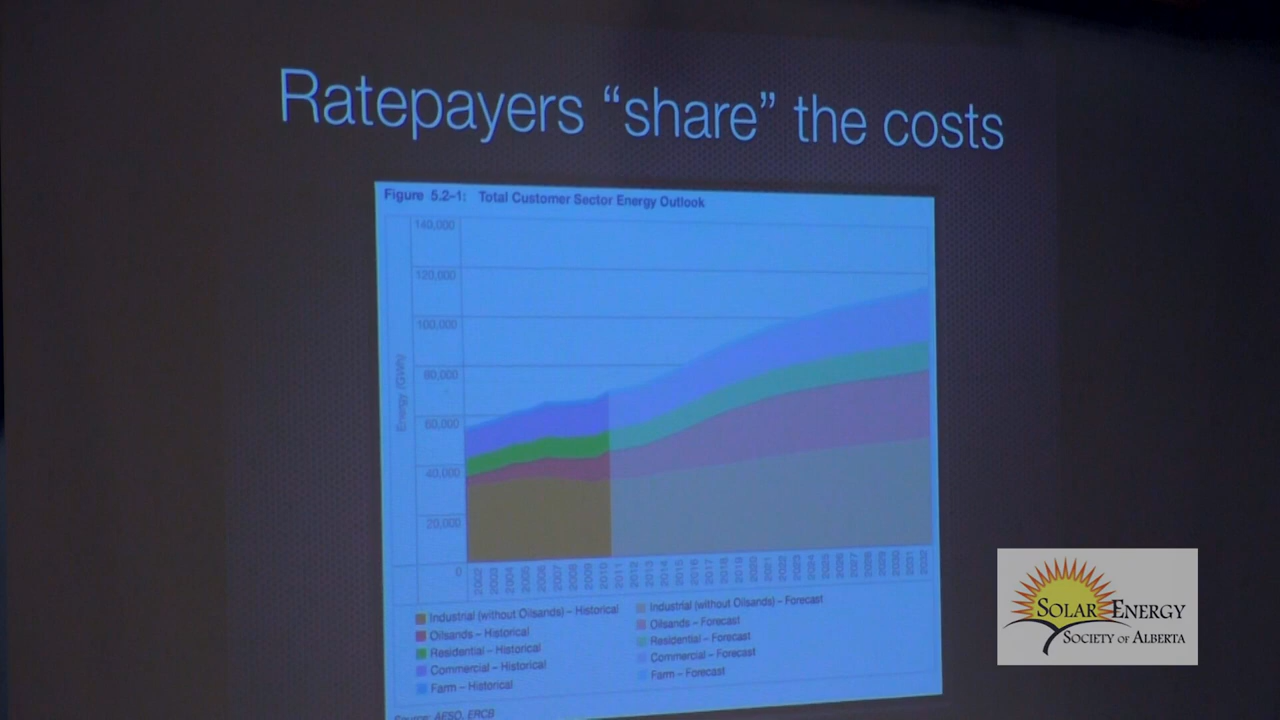 Ratepayers “share” the costs
Figure 5.2–1: Total Customer Sector Energy Outlook
140,000
120,000
100,000
80,000
60,000
40,000
20,000
0
Energy (GWh)
2002 2003 2004 2005 2006 2007 2008 2009 2010 2011 2012 2013 2014 2015 2016 2017 2018 2019 2020 2021 2022 2023 2024 2025 2026 2027 2028 2029 2030 2031 2032
Industrial (without Oilsands) – Historical
Oilsands – Historical
Residential – Historical
Commercial – Historical
Farm – Historical
Industrial (without Oilsands) – Forecast
Oilsands – Forecast
Residential – Forecast
Commercial – Forecast
Farm – Forecast
Source: AESO, ERCB
SOLAR ENERGY
SOCIETY OF ALBERTA